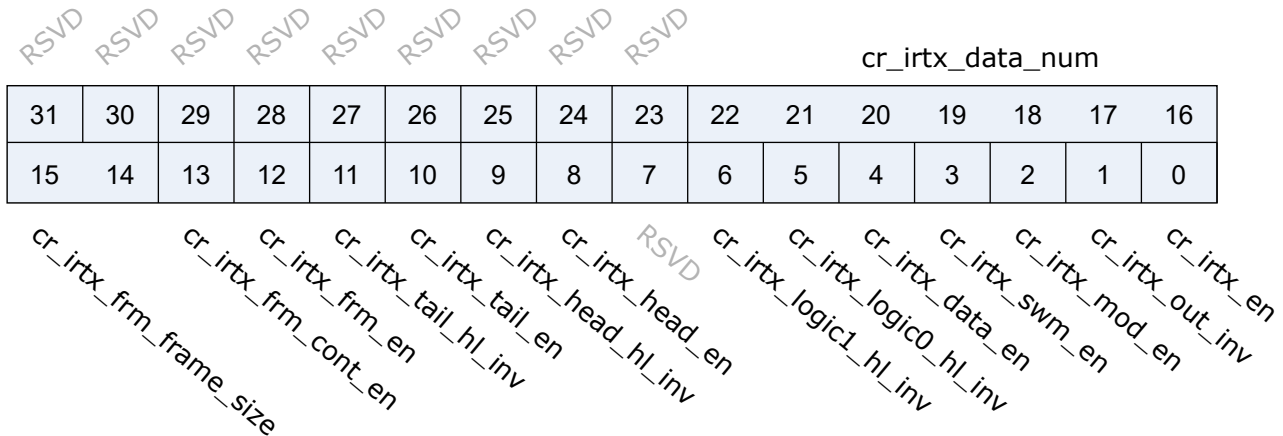 RSVD RSVD RSVD RSVD RSVD RSVD RSVD RSVD RSVD
cr_irtx_data_num
31 30 29 28 27 26 25 24 23 22 21 20 19 18 17 16
15 14 13 12 11 10 9 8 7 6 5 4 3 2 1 0
cr_irtx_frm_frame_size
cr_irtx_frm_cont_en
cr_irtx_frm_en
cr_irtx_tail_hl_inv
cr_irtx_tail_en
cr_irtx_head_hl_inv
cr_irtx_head_en
RSVD
cr_irtx_logic1_hl_inv
cr_irtx_logic0_hl_inv
cr_irtx_data_en
cr_irtx_swm_en
cr_irtx_mod_en
cr_irtx_out_inv
cr_irtx_en